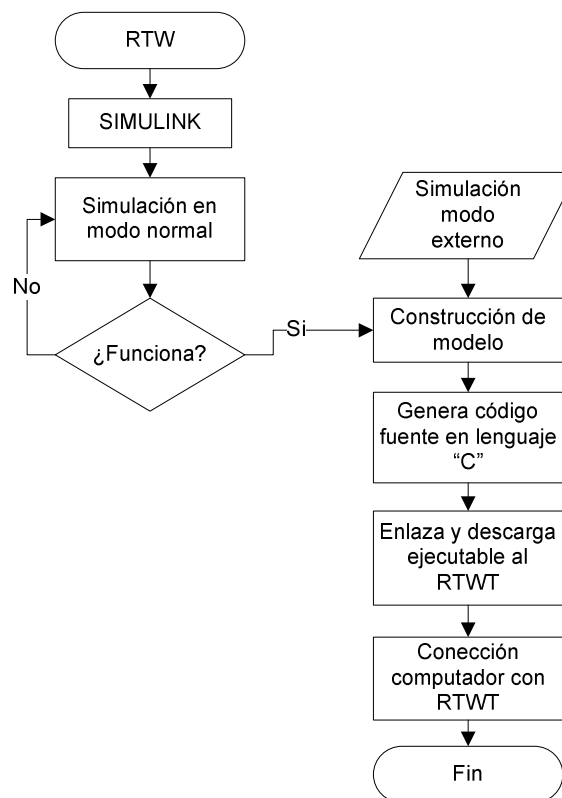 RTW
SIMULINK
Simulación en
modo normal
No
¿Funciona?
Si
Simulación
modo
externo
Construcción de
modelo
Genera código
fuente en lenguaje
“C”
Enlaza y descarga
ejecutable al
RTWT
Conección
computador con
RTWT
Fin